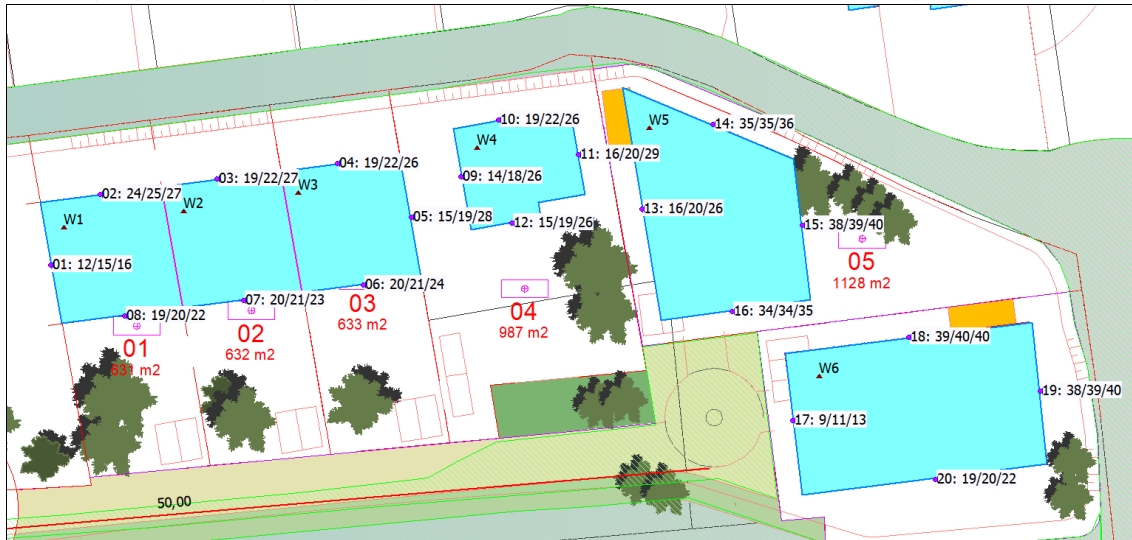 10: 19/22/26
14: 35/35/36
W5
W4
11: 16/20/29
04: 19/22/26
03: 19/22/27
09: 14/18/26
02: 24/25/27
W3
W2
13: 16/20/26
05: 15/19/28
W1
12: 15/19/26
15: 38/39/40
01: 12/15/16
05
1128 m2
06: 20/21/24
07: 20/21/23
03
633 m2
04
987 m2
16: 34/34/35
08: 19/20/22
01
631 m2
02
632 m2
18: 39/40/40
W6
19: 38/39/40
17: 9/11/13
20: 19/20/22
50,00